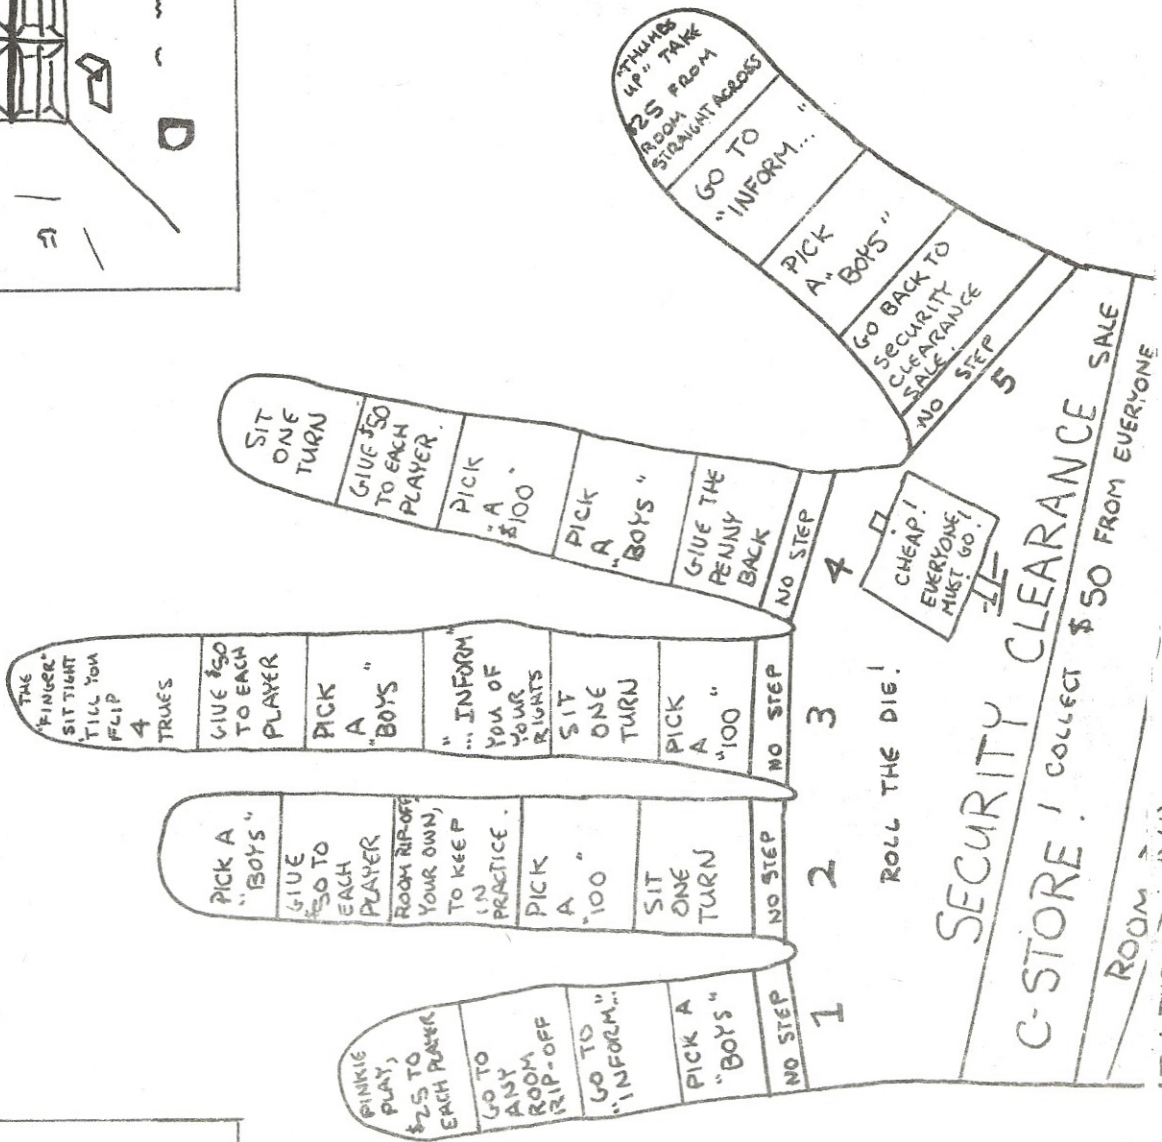 PINKIE
PLAY,
$25 TO
EACH PLAYER
GO TO
ANY
ROOM
RIP-OFF
GO TO
"INFORM..."
PICK A
"BOYS"
NO STEP
1
PICK A
"BOYS"
GIVE
$50 TO
EACH
PLAYER
ROOM RIP-OFF,
YOUR OWN,
TO KEEP
IN
PRACTICE.
PICK
A
"100"
SIT
ONE
TURN
NO STEP
2
THE
"FINGER"
SIT TIGHT
TILL YOU
FLIP
4
TRUES
GIVE $50
TO EACH
PLAYER
PICK
A
"BOYS"
"... INFORM"
YOU OF
YOUR
RIGHTS
SIT
ONE
TURN
PICK
A
"100"
NO STEP
3
SIT
ONE
TURN
GIVE $50
TO EACH
PLAYER.
PICK
"A
$100"
PICK
A
"BOYS"
GIVE THE
PENNY
BACK
NO STEP
4
"THUMBS
UP" TAKE
$25 FROM
ROOM
STRAIGHT ACROSS
GO TO
"INFORM..."
PICK
A "BOYS"
GO BACK TO
SECURITY
CLEARANCE
SALE.
NO STEP
5
ROLL THE DIE!
CHEAP!
EVERYONE
MUST GO!
SECURITY CLEARANCE SALE
C-STORE! COLLECT $50 FROM EVERYONE
ROOM